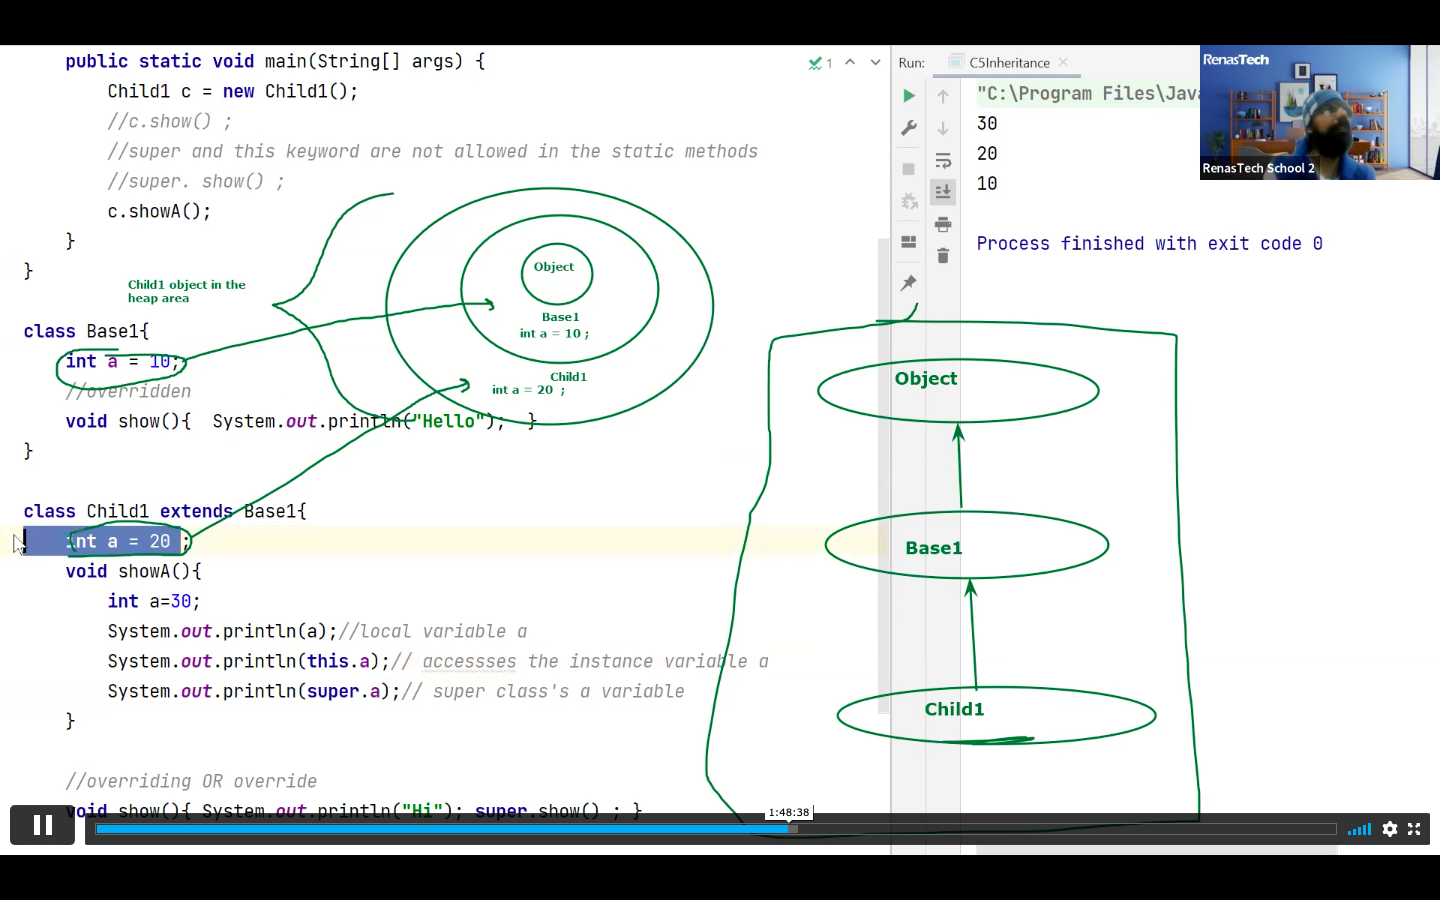 public static void main(String[] args) {
Child1 c = new Child1();
//c.show() ;
//super and this keyword are not allowed in the static methods
//super. show() ;
c.showA();
}
}
Child1 object in the
heap area
class Base1{
int a = 10;
//overridden
void show(){ System.out.println("Hello"); }
}
class Child1 extends Base1{
int a = 20 ;
void showA(){
int a=30;
System.out.println(a);//local variable a
System.out.println(this.a);// accessses the instance variable a
System.out.println(super.a);// super class's a variable
}
//overriding OR override
void show(){ System.out.println("Hi"); super.show() ; }
Object
Base1
int a = 10 ;
Child1
int a = 20 ;
1
Run: C5Inheritance
"C:\Program Files\Java
30
20
10
Process finished with exit code 0
RenasTech
RenasTech School 2
Object
Base1
Child1
1:48:38